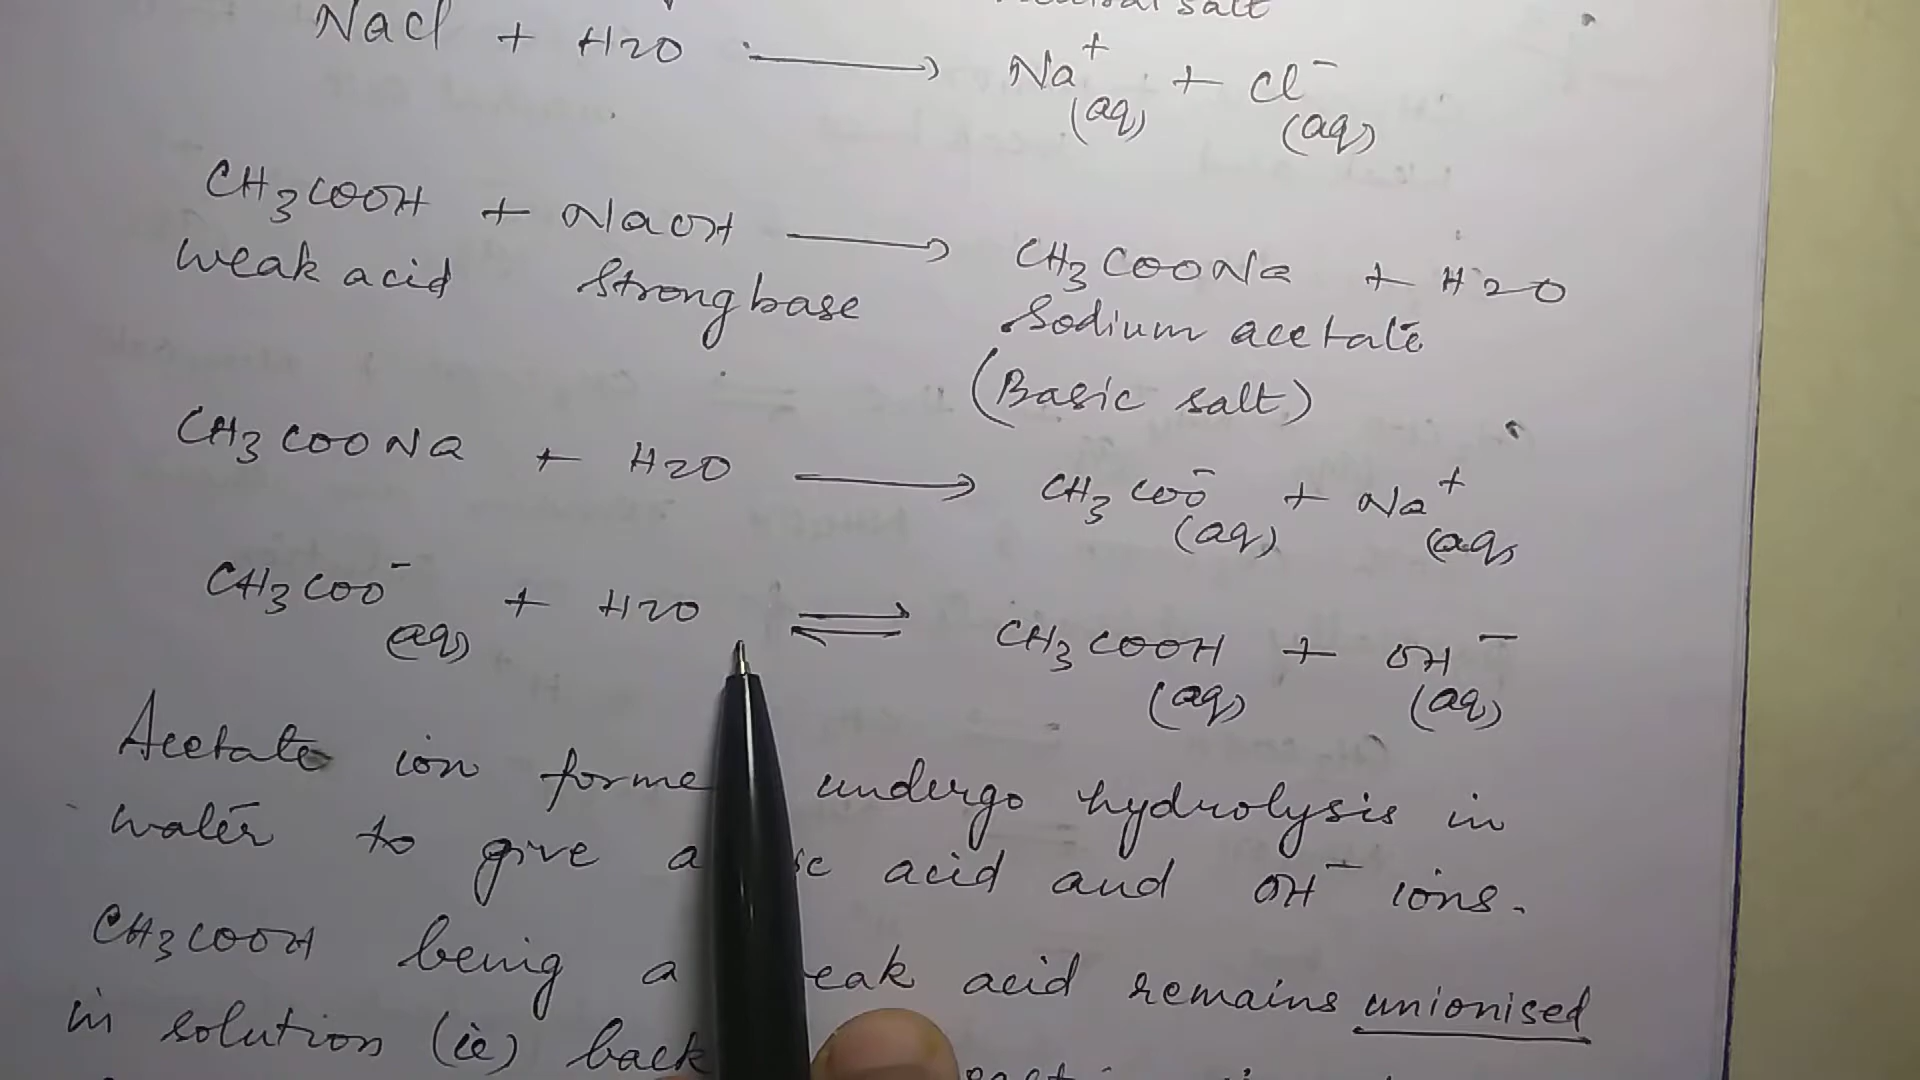 salt
NaCl + H2O ⟶ Na+(aq) + Cl-(aq)
CH3COOH + NaOH ⟶ CH3COONa + H2O
weak acid Strong base Sodium acetate
(Basic salt)
CH3COONa + H2O ⟶ CH3COO-(aq) + Na+(aq)
CH3COO-(aq) + H2O ⇌ CH3COOH(aq) + OH-(aq)
Acetate ion forme undergo hydrolysis in
water to give a acid and OH- ions.
CH3COOH being a eak acid remains unionised
in solution (ie) back